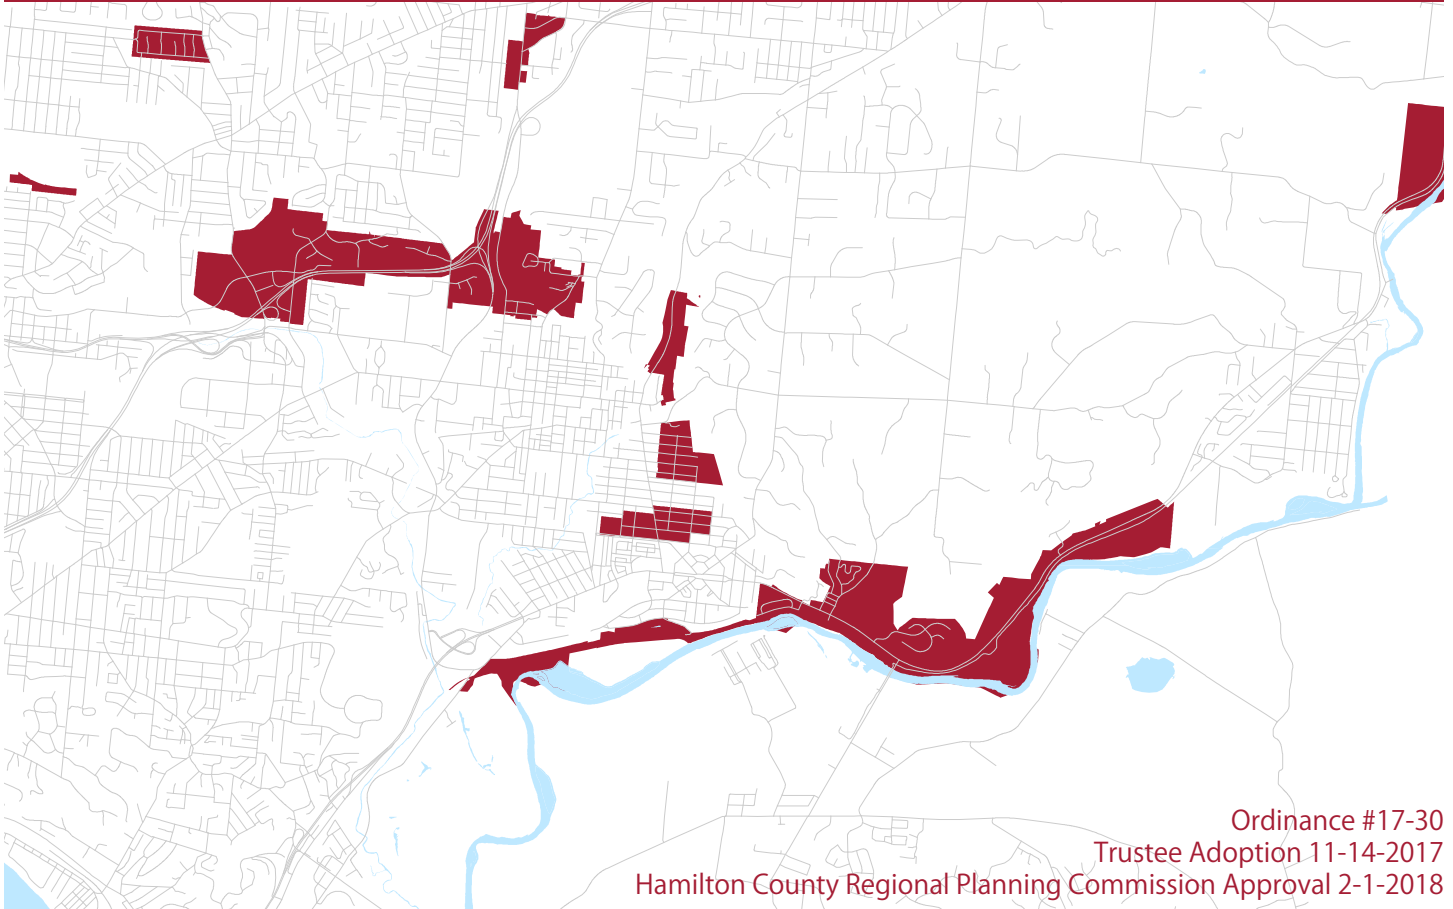 Ordinance #17-30
Trustee Adoption 11-14-2017
Hamilton County Regional Planning Commission Approval 2-1-2018